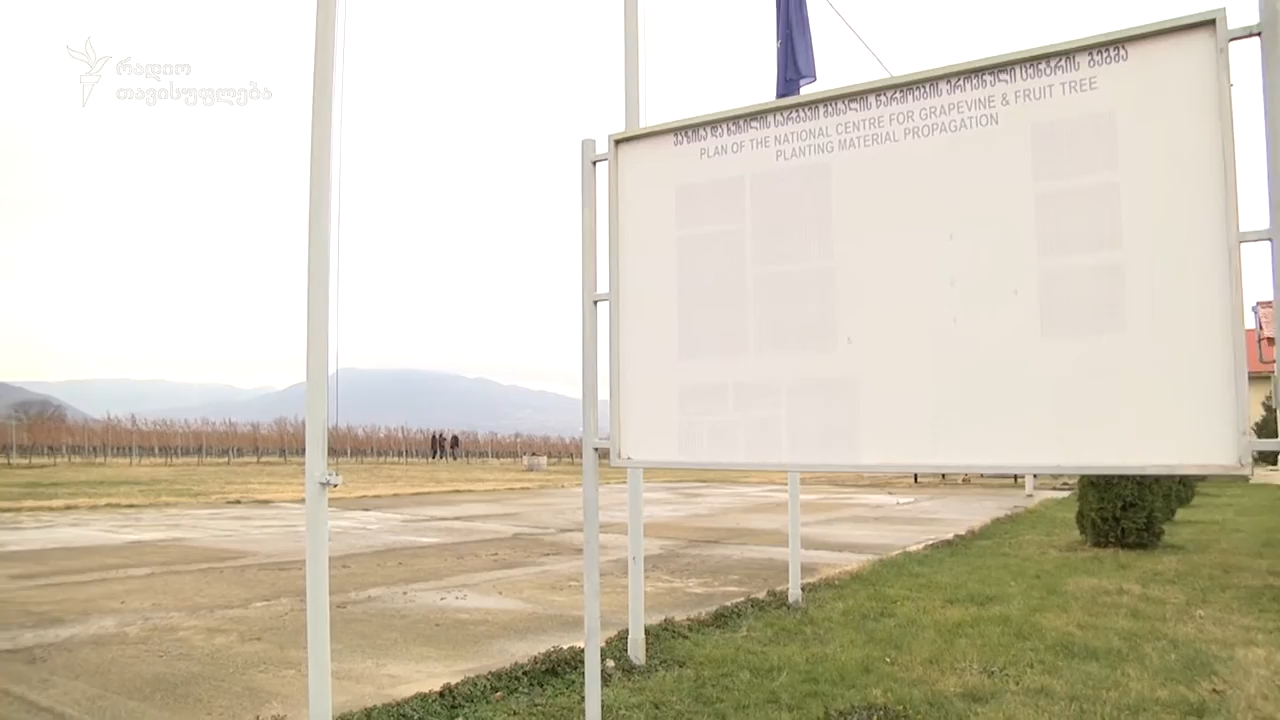 რადიო
თავისუფლება
ვაზისა და ხეხილის სარგავი მასალის წარმოების ეროვნული ცენტრის გეგმა
PLAN OF THE NATIONAL CENTRE FOR GRAPEVINE & FRUIT TREE
PLANTING MATERIAL PROPAGATION